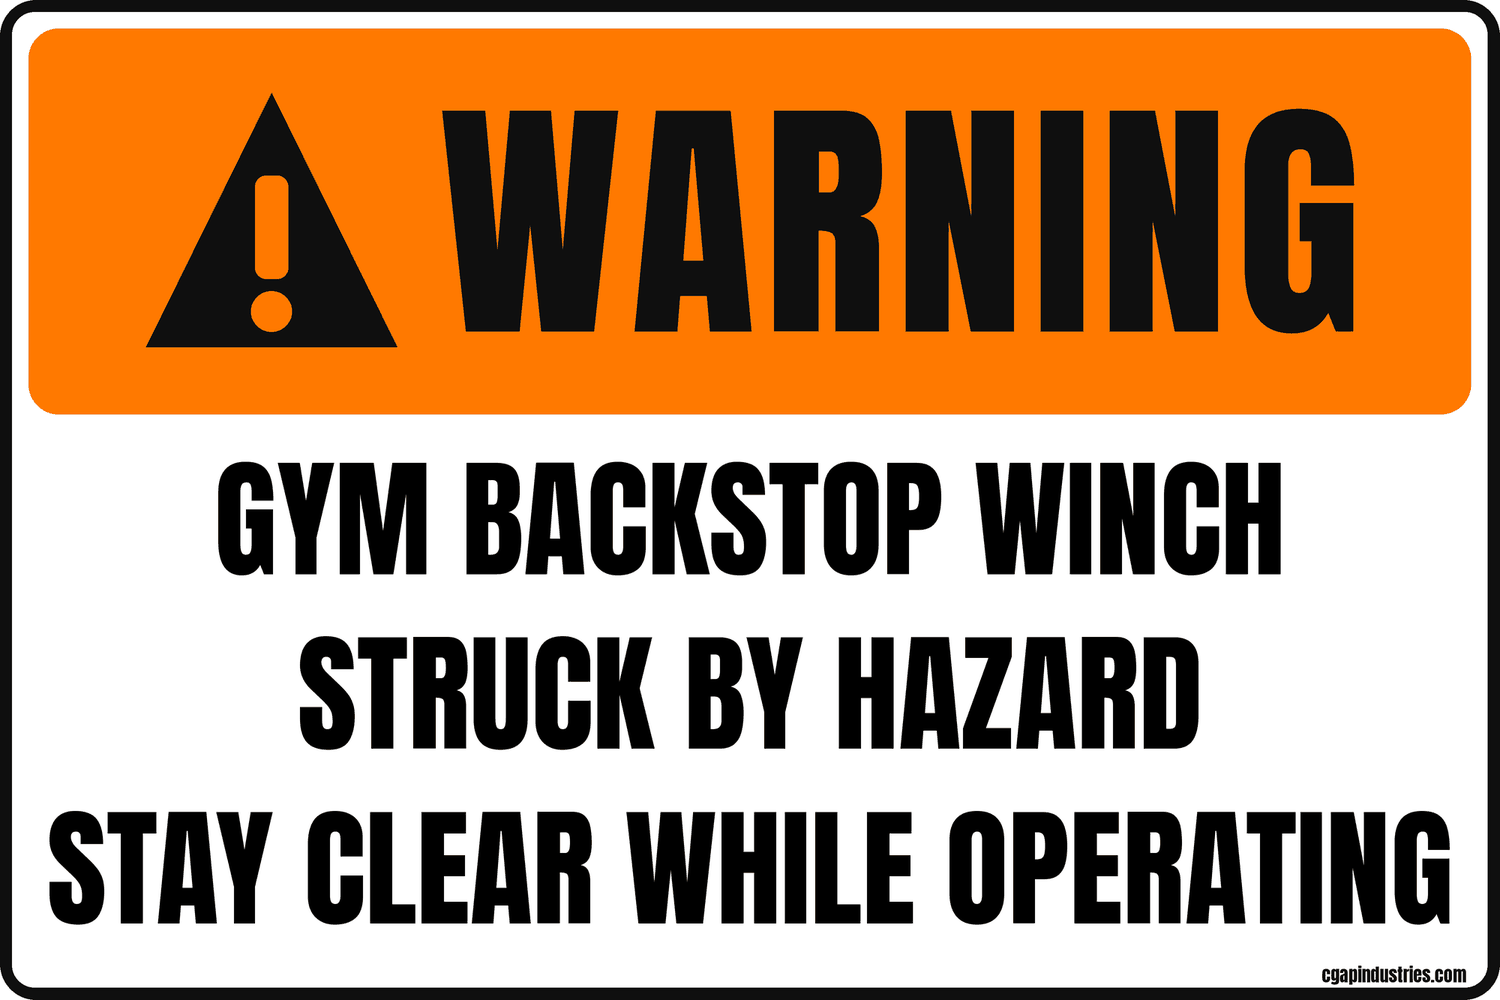 WARNING
GYM BACKSTOP WINCH
STRUCK BY HAZARD
STAY CLEAR WHILE OPERATING
cgapindustries.com